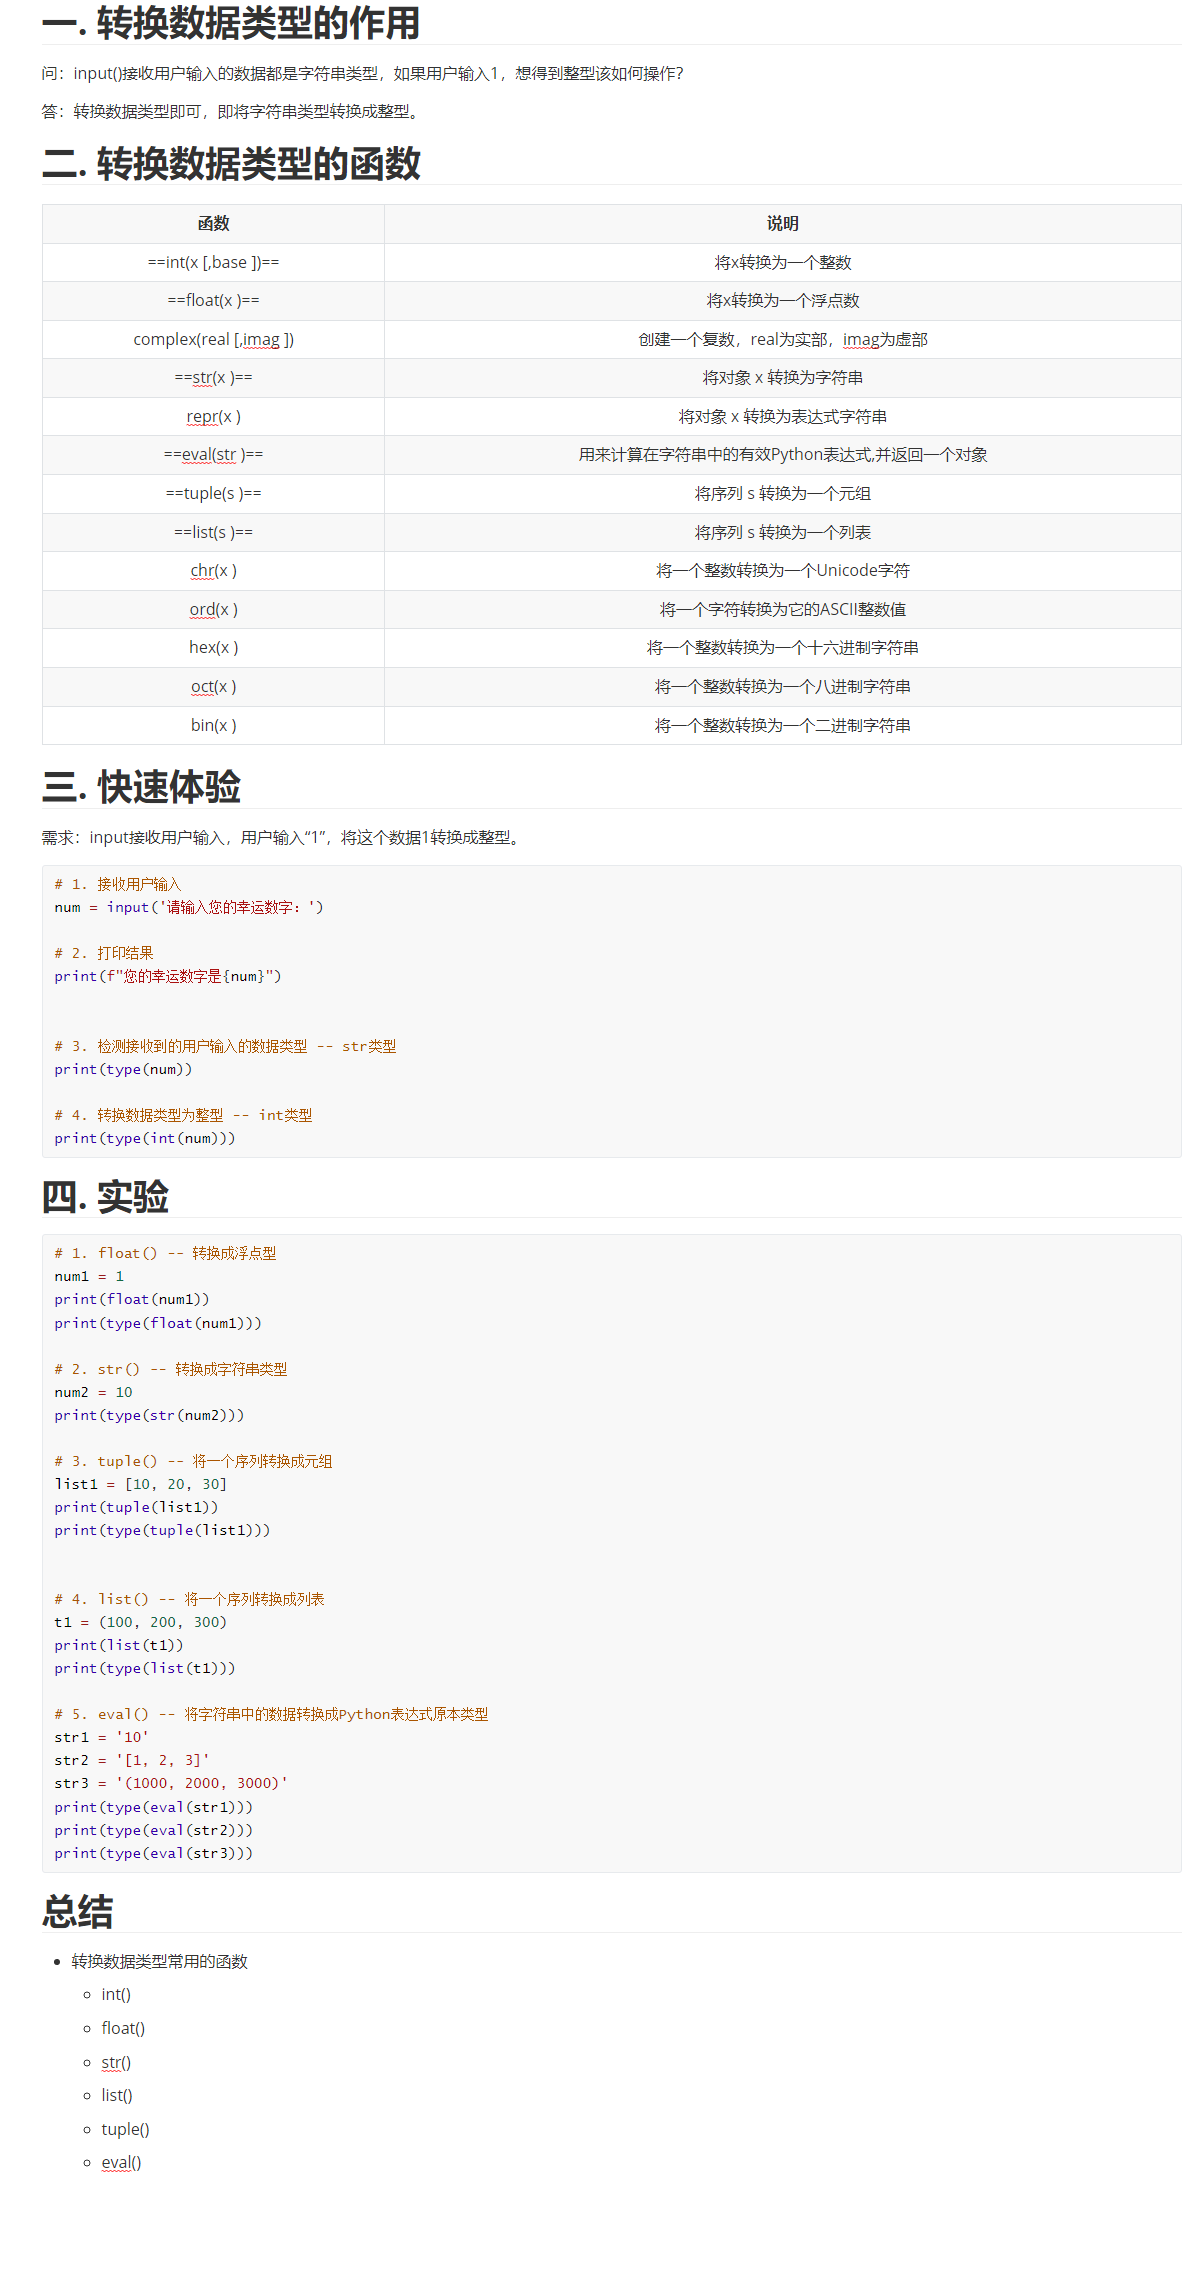 一. 转换数据类型的作用
问：input()接收用户输入的数据都是字符串类型，如果用户输入1，想得到整型该如何操作？
答：转换数据类型即可，即将字符串类型转换成整型。
二. 转换数据类型的函数
函数 说明
==int(x [,base ])== 将x转换为一个整数
==float(x )== 将x转换为一个浮点数
complex(real [,imag ]) 创建一个复数，real为实部，imag为虚部
==str(x )== 将对象 x 转换为字符串
repr(x ) 将对象 x 转换为表达式字符串
==eval(str )== 用来计算在字符串中的有效Python表达式,并返回一个对象
==tuple(s )== 将序列 s 转换为一个元组
==list(s )== 将序列 s 转换为一个列表
chr(x ) 将一个整数转换为一个Unicode字符
ord(x ) 将一个字符转换为它的ASCII整数值
hex(x ) 将一个整数转换为一个十六进制字符串
oct(x ) 将一个整数转换为一个八进制字符串
bin(x ) 将一个整数转换为一个二进制字符串
三. 快速体验
需求：input接收用户输入，用户输入“1”，将这个数据1转换成整型。
# 1. 接收用户输入
num = input('请输入您的幸运数字：')
# 2. 打印结果
print(f"您的幸运数字是{num}")
# 3. 检测接收到的用户输入的数据类型 -- str类型
print(type(num))
# 4. 转换数据类型为整型 -- int类型
print(type(int(num)))
四. 实验
# 1. float() -- 转换成浮点型
num1 = 1
print(float(num1))
print(type(float(num1)))
# 2. str() -- 转换成字符串类型
num2 = 10
print(type(str(num2)))
# 3. tuple() -- 将一个序列转换成元组
list1 = [10, 20, 30]
print(tuple(list1))
print(type(tuple(list1)))
# 4. list() -- 将一个序列转换成列表
t1 = (100, 200, 300)
print(list(t1))
print(type(list(t1)))
# 5. eval() -- 将字符串中的数据转换成Python表达式原本类型
str1 = '10'
str2 = '[1, 2, 3]'
str3 = '(1000, 2000, 3000)'
print(type(eval(str1)))
print(type(eval(str2)))
print(type(eval(str3)))
总结
• 转换数据类型常用的函数
◦ int()
◦ float()
◦ str()
◦ list()
◦ tuple()
◦ eval()